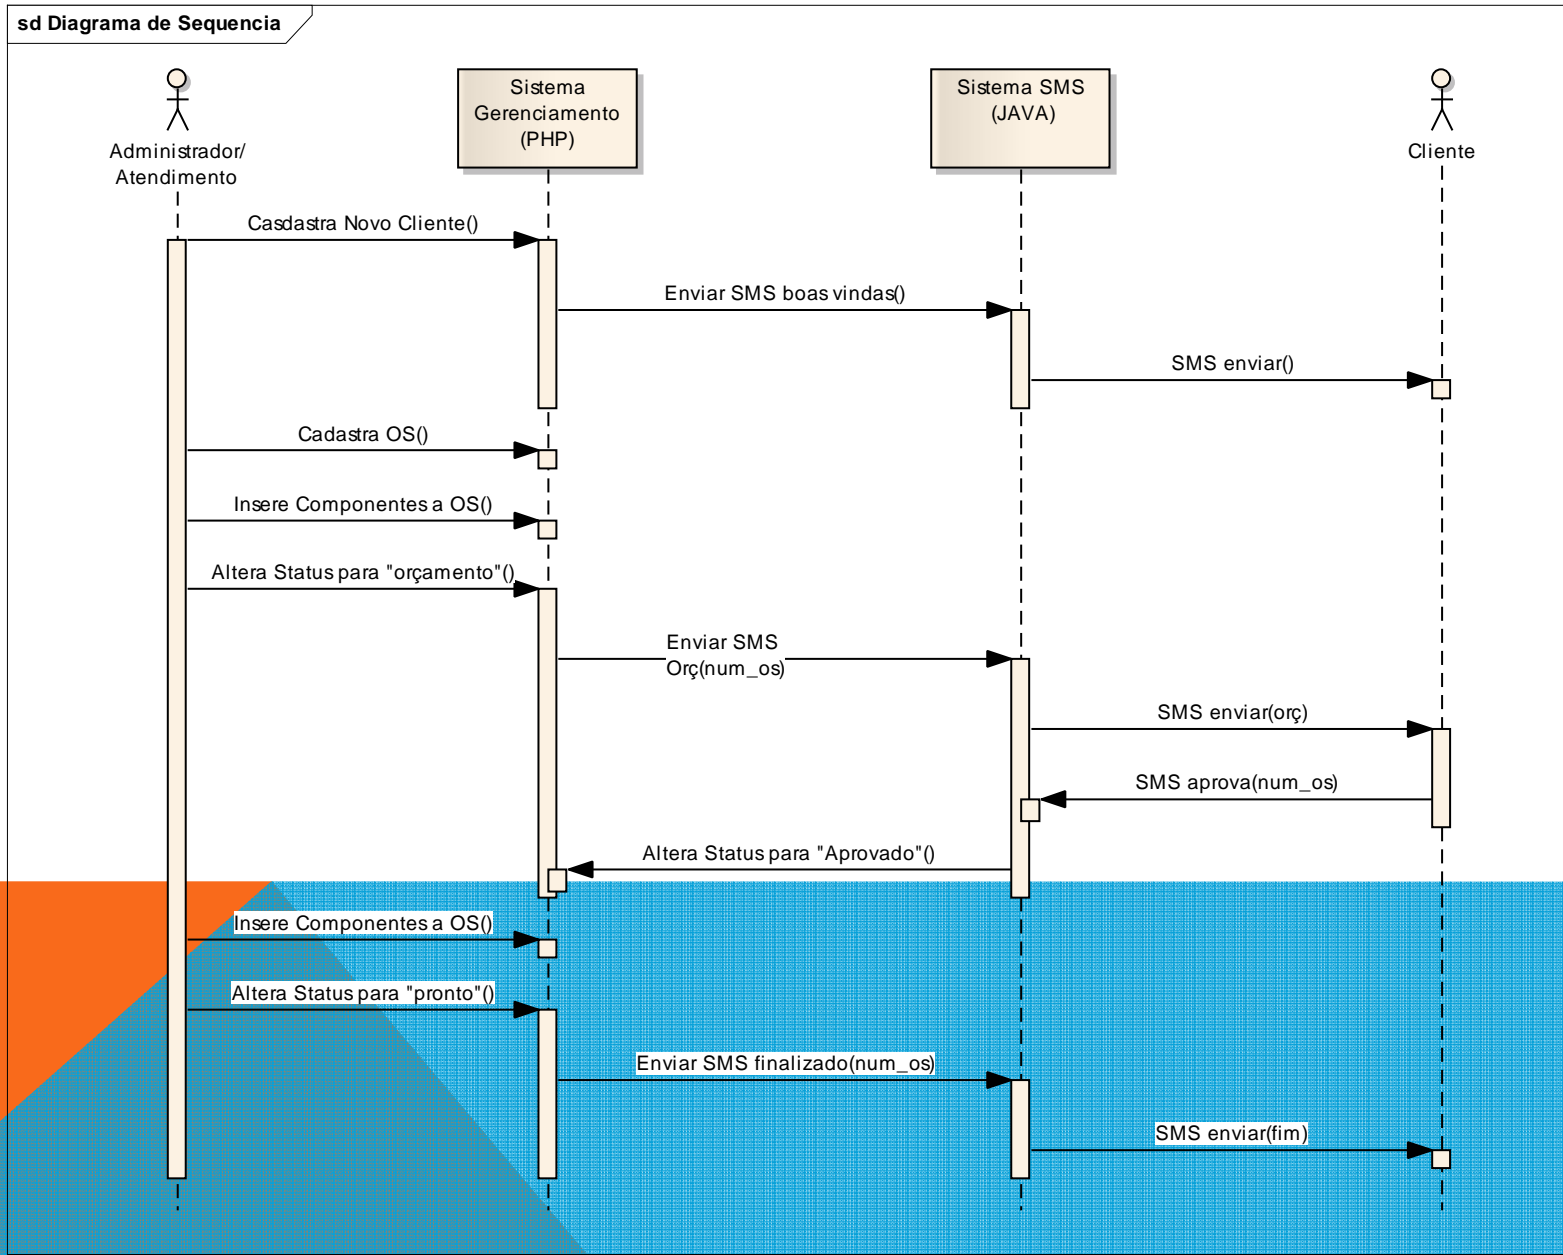 sd Diagrama de Sequencia
Administrador/
Atendimento
Sistema
Gerenciamento
(PHP)
Sistema SMS
(JAVA)
Cliente
Casdastra Novo Cliente()
Enviar SMS boas vindas()
SMS enviar()
Cadastra OS()
Insere Componentes a OS()
Altera Status para "orçamento"()
Enviar SMS
Orç(num_os)
SMS enviar(orç)
SMS aprova(num_os)
Altera Status para "Aprovado"()
Insere Componentes a OS()
Altera Status para "pronto"()
Enviar SMS finalizado(num_os)
SMS enviar(fim)